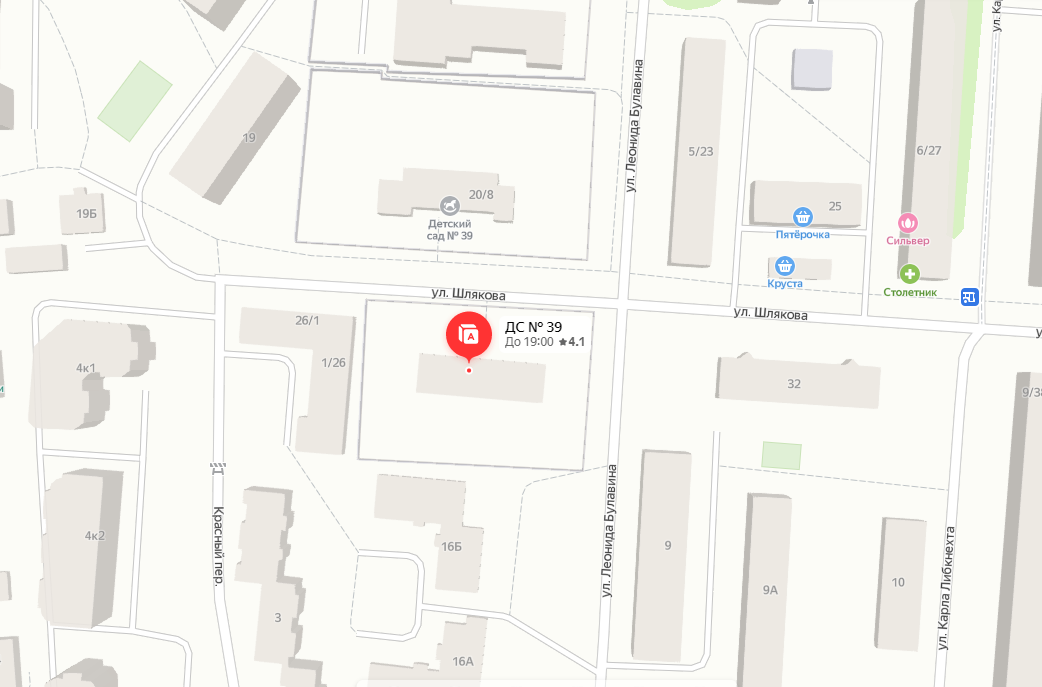 ул. Ка
ул. Леонида Булавина
19
5/23
6/27
20/8
Детский
сад № 39
19Б
25
Пятёрочка
Сильвер
Круста
Столетник
ул. Шлякова
ул. Шлякова
у
26/1
ДС № 39
До 19:00 ★4.1
1/26
4к1
и
32
9/38
4к2
Красный пер.
ул. Леонида Булавина
16Б
9
9А
10
ул. Карла Либкнехта
3
16А